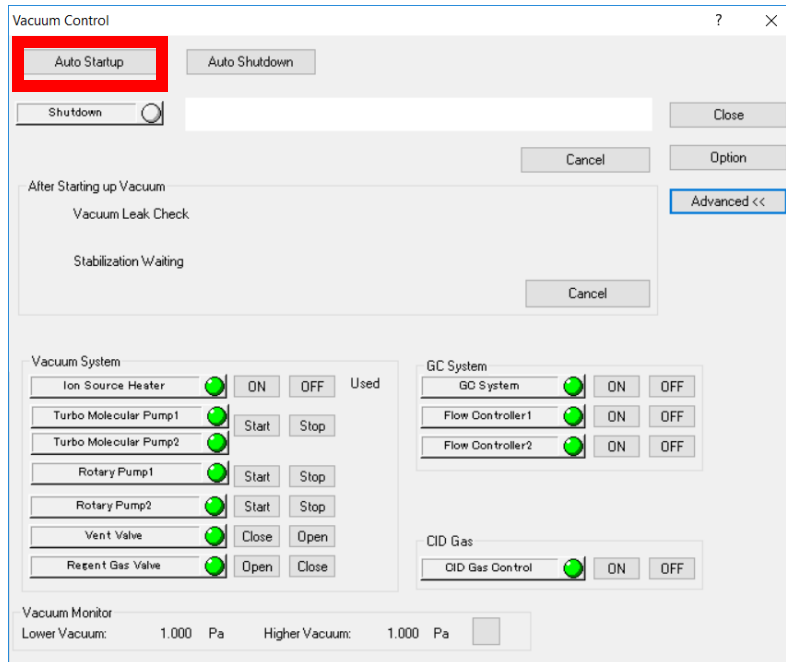 Vacuum Control ?
Auto Startup Auto Shutdown
Shutdown
Close
Cancel Option
After Starting up Vacuum
Advanced <<
Vacuum Leak Check
Stabilization Waiting
Cancel
Vacuum System
Ion Source Heater ON OFF Used
Turbo Molecular Pump1
Start Stop
Turbo Molecular Pump2
Rotary Pump1 Start Stop
Rotary Pump2 Start Stop
Vent Valve Close Open
Regent Gas Valve Open Close
GC System
GC System ON OFF
Flow Controller1 ON OFF
Flow Controller2 ON OFF
CID Gas
CID Gas Control ON OFF
Vacuum Monitor
Lower Vacuum: 1.000 Pa Higher Vacuum: 1.000 Pa